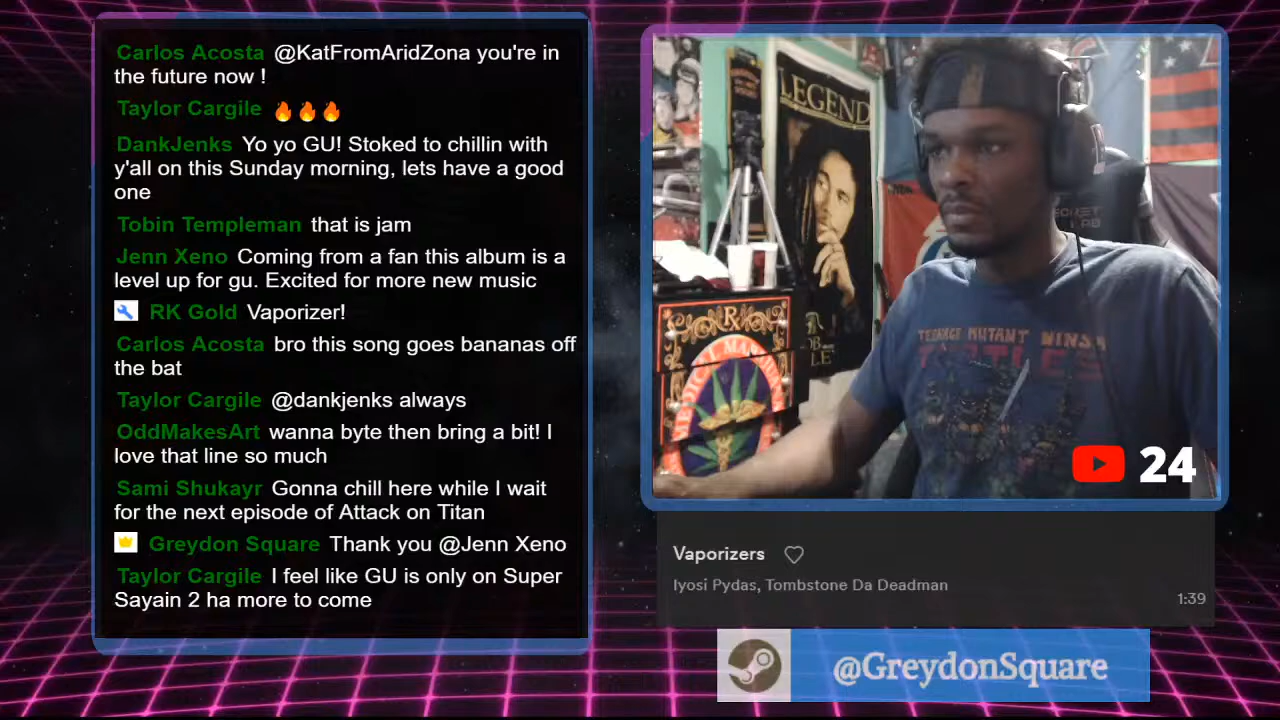 Carlos Acosta @KatFromAridZona you're in
the future now !
Taylor Cargile 🔥🔥🔥
DankJenks Yo yo GU! Stoked to chillin with
y'all on this Sunday morning, lets have a good
one
Tobin Templeman that is jam
Jenn Xeno Coming from a fan this album is a
level up for gu. Excited for more new music
RK Gold Vaporizer!
Carlos Acosta bro this song goes bananas off
the bat
Taylor Cargile @dankjenks always
OddMakesArt wanna byte then bring a bit! I
love that line so much
Sami Shukayr Gonna chill here while I wait
for the next episode of Attack on Titan
Greydon Square Thank you @Jenn Xeno
Taylor Cargile I feel like GU is only on Super
Sayain 2 ha more to come
LEGEND
SECRET
RX
TEENAGE MUTANT NINJA
TURTLES
24
Vaporizers
Iyosi Pydas, Tombstone Da Deadman
1:39
@GreydonSquare